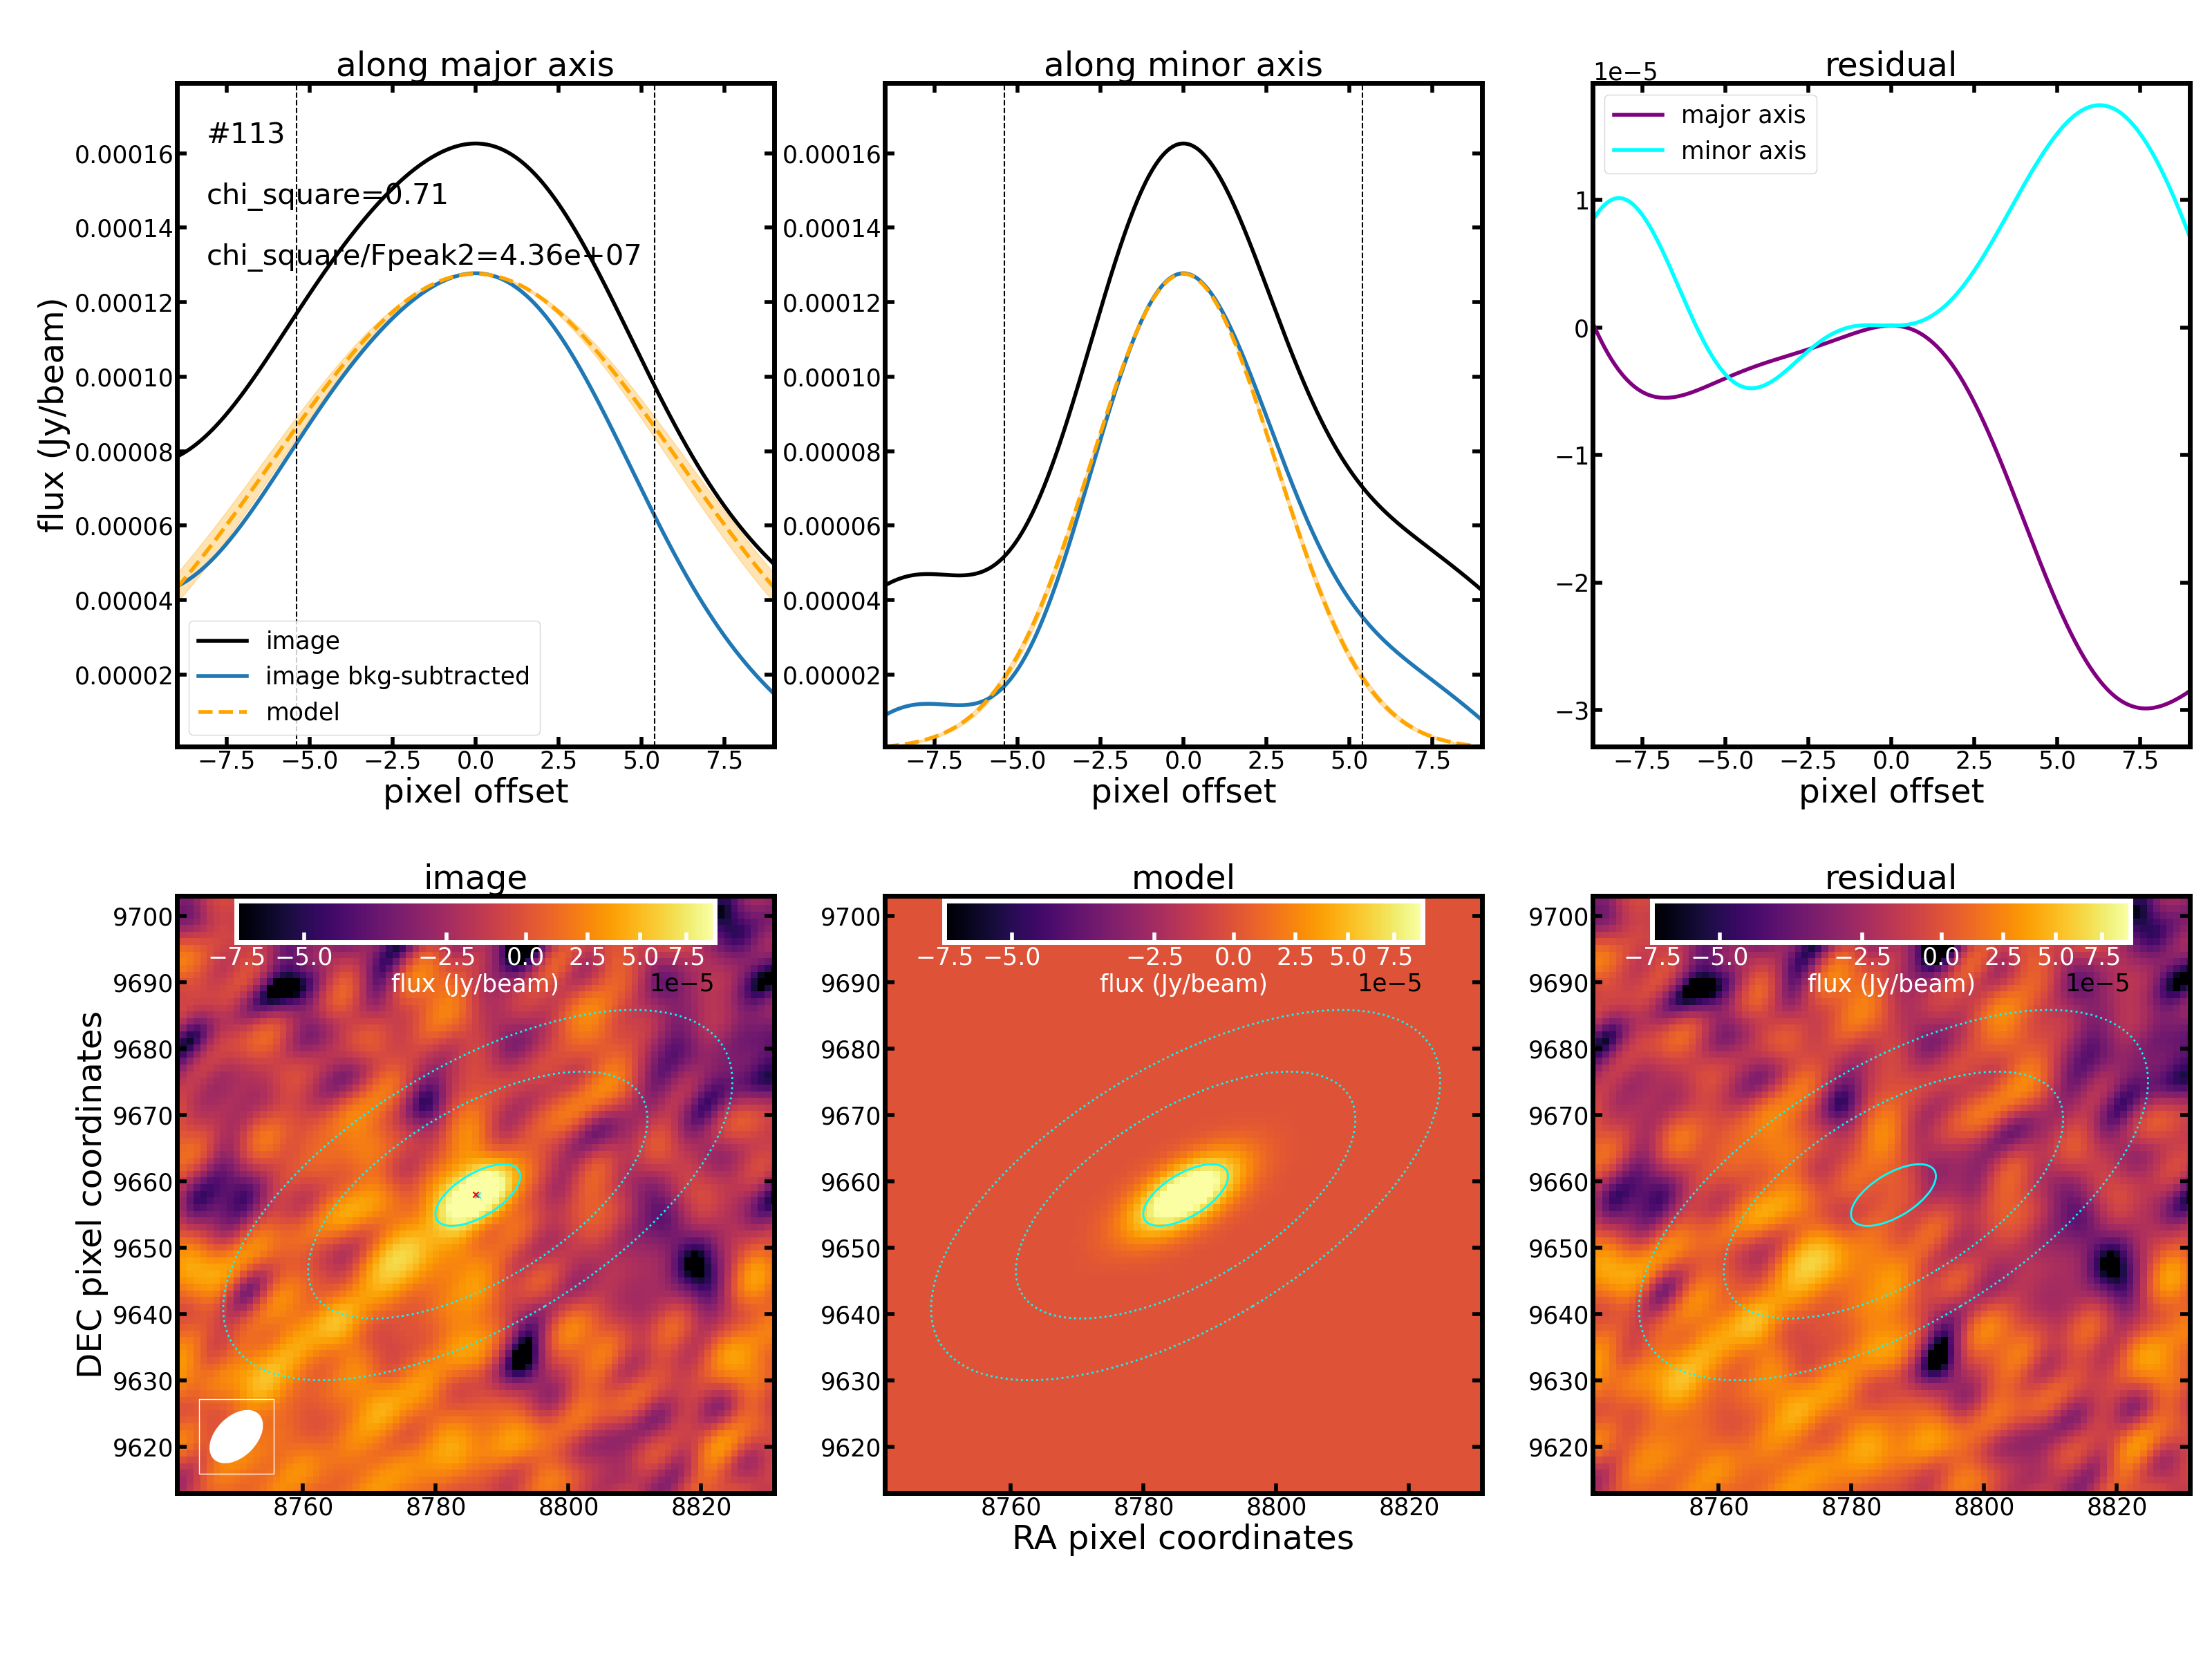 along major axis
along minor axis
residual
1e−5
#113
chi_square=0.71
chi_square/Fpeak2=4.36e+07
0.00016
0.00014
0.00012
0.00010
0.00008
0.00006
0.00004
0.00002
flux (Jy/beam)
image
image bkg-subtracted
model
−7.5 −5.0 −2.5 0.0 2.5 5.0 7.5
pixel offset
0.00016
0.00014
0.00012
0.00010
0.00008
0.00006
0.00004
0.00002
−7.5 −5.0 −2.5 0.0 2.5 5.0 7.5
pixel offset
major axis
minor axis
1
0
−1
−2
−3
−7.5 −5.0 −2.5 0.0 2.5 5.0 7.5
pixel offset
image
−7.5 −5.0 −2.5 0.0 2.5 5.0 7.5
flux (Jy/beam) 1e−5
9700
9690
9680
9670
9660
9650
9640
9630
9620
DEC pixel coordinates
8760 8780 8800 8820
model
−7.5 −5.0 −2.5 0.0 2.5 5.0 7.5
flux (Jy/beam) 1e−5
9700
9690
9680
9670
9660
9650
9640
9630
9620
8760 8780 8800 8820
RA pixel coordinates
residual
−7.5 −5.0 −2.5 0.0 2.5 5.0 7.5
flux (Jy/beam) 1e−5
9700
9690
9680
9670
9660
9650
9640
9630
9620
8760 8780 8800 8820